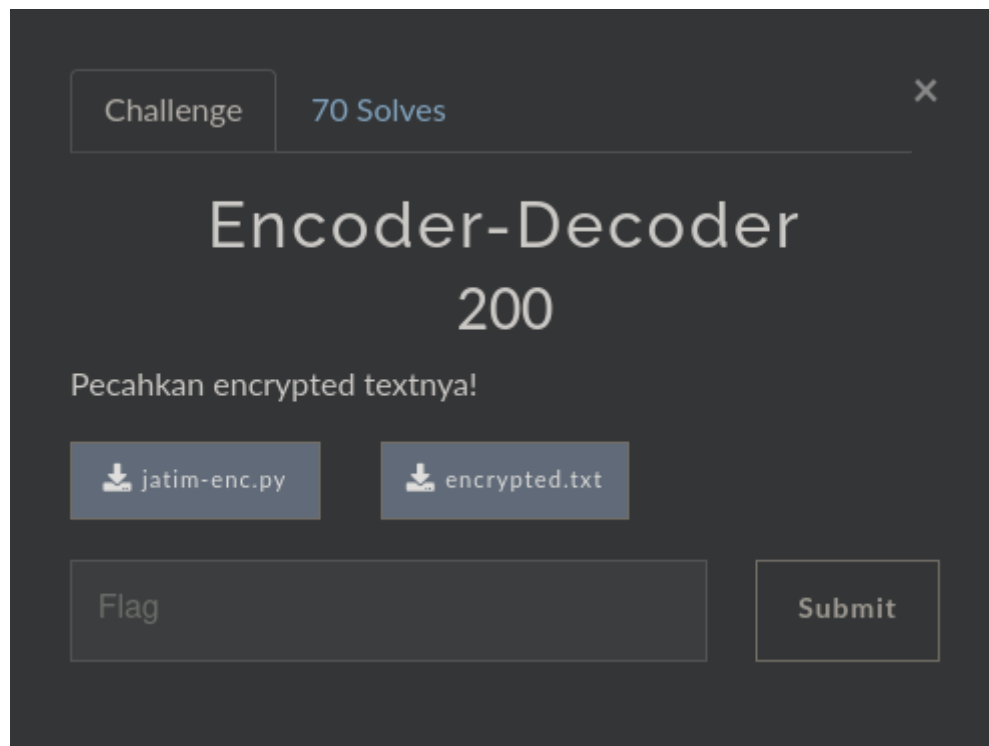 Challenge 70 Solves ×
Encoder-Decoder
200
Pecahkan encrypted textnya!
jatim-enc.py encrypted.txt
Flag Submit